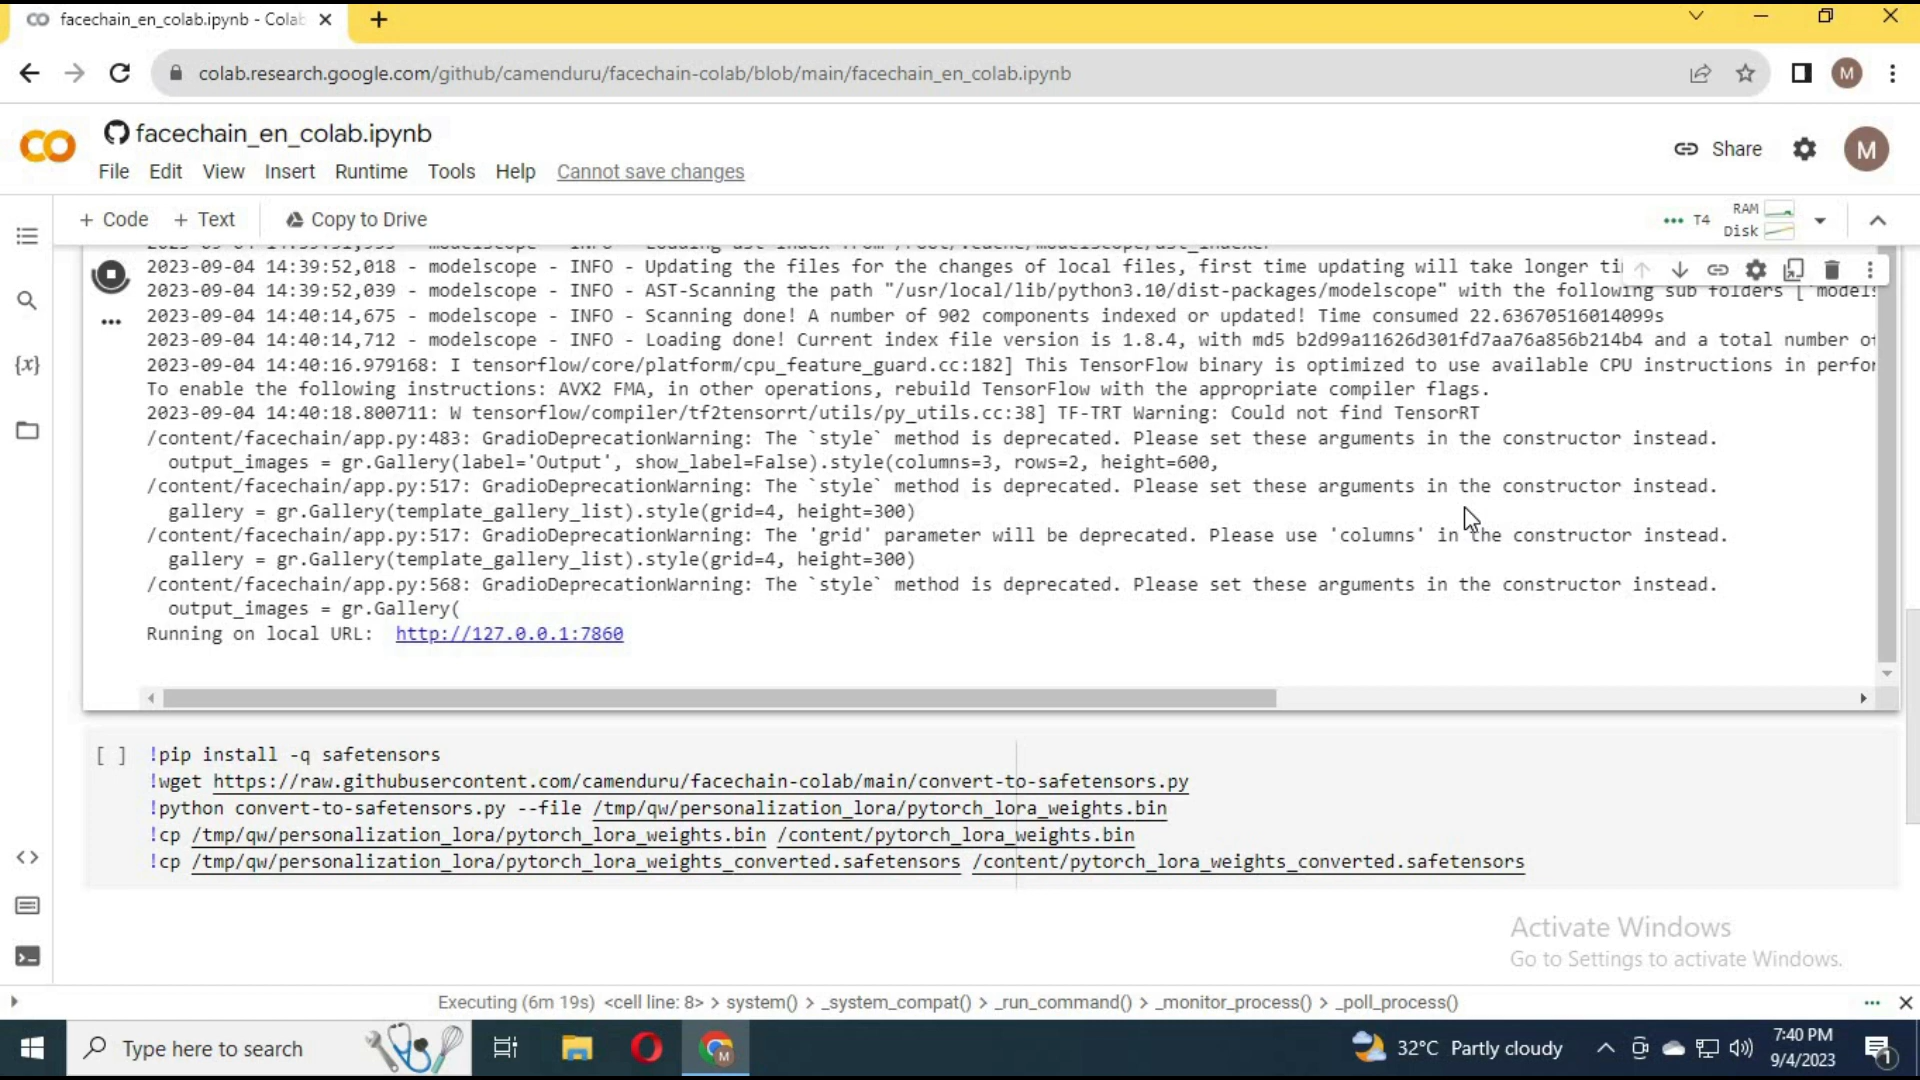 facechain_en_colab.ipynb - Colab
colab.research.google.com/github/camenduru/facechain-colab/blob/main/facechain_en_colab.ipynb
M
facechain_en_colab.ipynb
File Edit View Insert Runtime Tools Help Cannot save changes
Share
M
+ Code + Text Copy to Drive
T4
RAM
Disk
2023-09-04 14:39:52,018 - modelscope - INFO - Updating the files for the changes of local files, first time updating will take longer
2023-09-04 14:39:52,039 - modelscope - INFO - AST-Scanning the path "/usr/local/lib/python3.10/dist-packages/modelscope" with the following sub folders
2023-09-04 14:40:14,675 - modelscope - INFO - Scanning done! A number of 902 components indexed or updated! Time consumed 22.63670516014099s
2023-09-04 14:40:14,712 - modelscope - INFO - Loading done! Current index file version is 1.8.4, with md5 b2d99a11626d301fd7aa76a856b214b4 and a total number of
2023-09-04 14:40:16.979168: I tensorflow/core/platform/cpu_feature_guard.cc:182] This TensorFlow binary is optimized to use available CPU instructions in perfor
To enable the following instructions: AVX2 FMA, in other operations, rebuild TensorFlow with the appropriate compiler flags.
2023-09-04 14:40:18.800711: W tensorflow/compiler/tf2tensorrt/utils/py_utils.cc:38] TF-TRT Warning: Could not find TensorRT
/content/facechain/app.py:483: GradioDeprecationWarning: The `style` method is deprecated. Please set these arguments in the constructor instead.
output_images = gr.Gallery(label='Output', show_label=False).style(columns=3, rows=2, height=600,
/content/facechain/app.py:517: GradioDeprecationWarning: The `style` method is deprecated. Please set these arguments in the constructor instead.
gallery = gr.Gallery(template_gallery_list).style(grid=4, height=300)
/content/facechain/app.py:517: GradioDeprecationWarning: The 'grid' parameter will be deprecated. Please use 'columns' in the constructor instead.
gallery = gr.Gallery(template_gallery_list).style(grid=4, height=300)
/content/facechain/app.py:568: GradioDeprecationWarning: The `style` method is deprecated. Please set these arguments in the constructor instead.
output_images = gr.Gallery(
Running on local URL: http://127.0.0.1:7860
[ ] !pip install -q safetensors
!wget https://raw.githubusercontent.com/camenduru/facechain-colab/main/convert-to-safetensors.py
!python convert-to-safetensors.py --file /tmp/qw/personalization_lora/pytorch_lora_weights.bin
!cp /tmp/qw/personalization_lora/pytorch_lora_weights.bin /content/pytorch_lora_weights.bin
!cp /tmp/qw/personalization_lora/pytorch_lora_weights_converted.safetensors /content/pytorch_lora_weights_converted.safetensors
Activate Windows
Go to Settings to activate Windows.
Executing (6m 19s) <cell line: 8> > system() > _system_compat() > _run_command() > _monitor_process() > _poll_process()
Type here to search
32°C Partly cloudy
7:40 PM
9/4/2023
1